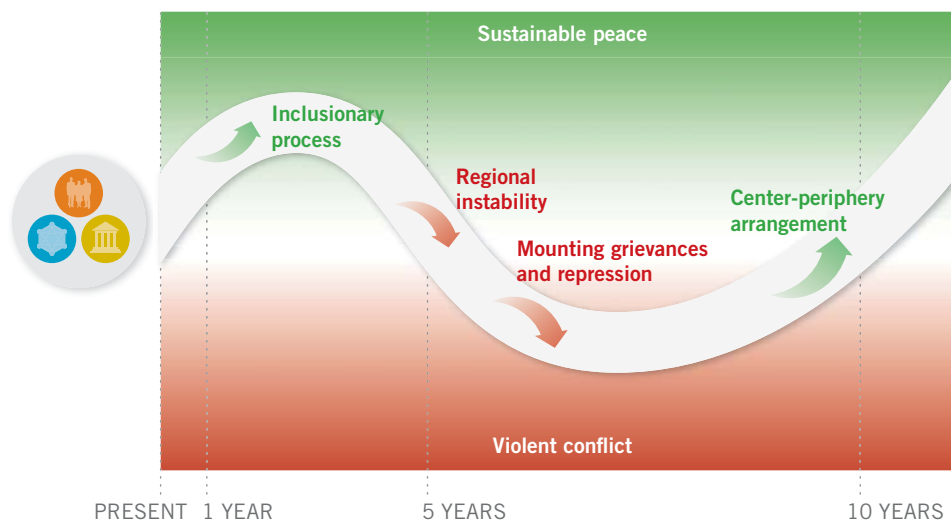 Sustainable peace
Inclusionary
process
Regional
instability
Center-periphery
arrangement
Mounting grievances
and repression
Violent conflict
PRESENT 1 YEAR 5 YEARS 10 YEARS